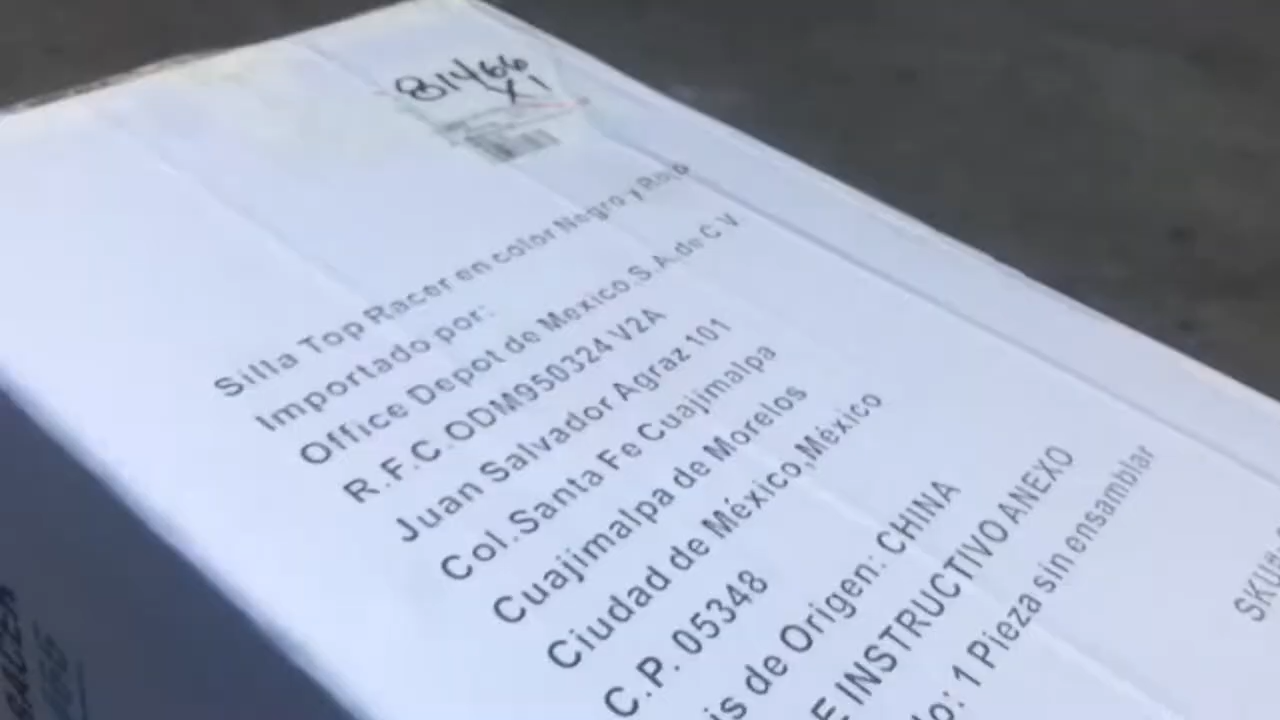 81466
X1
Silla Top Racer en color Negro y Rojo
Importado por:
Office Depot de Mexico.S.A.de C V.
R.F.C.ODM950324 V2A
Juan Salvador Agraz 101
Col.Santa Fe Cuajimalpa
Cuajimalpa de Morelos
Ciudad de México,México
C.P. 05348
is de Origen: CHINA
E INSTRUCTIVO ANEXO
o: 1 Pieza sin ensamblar
SKU#